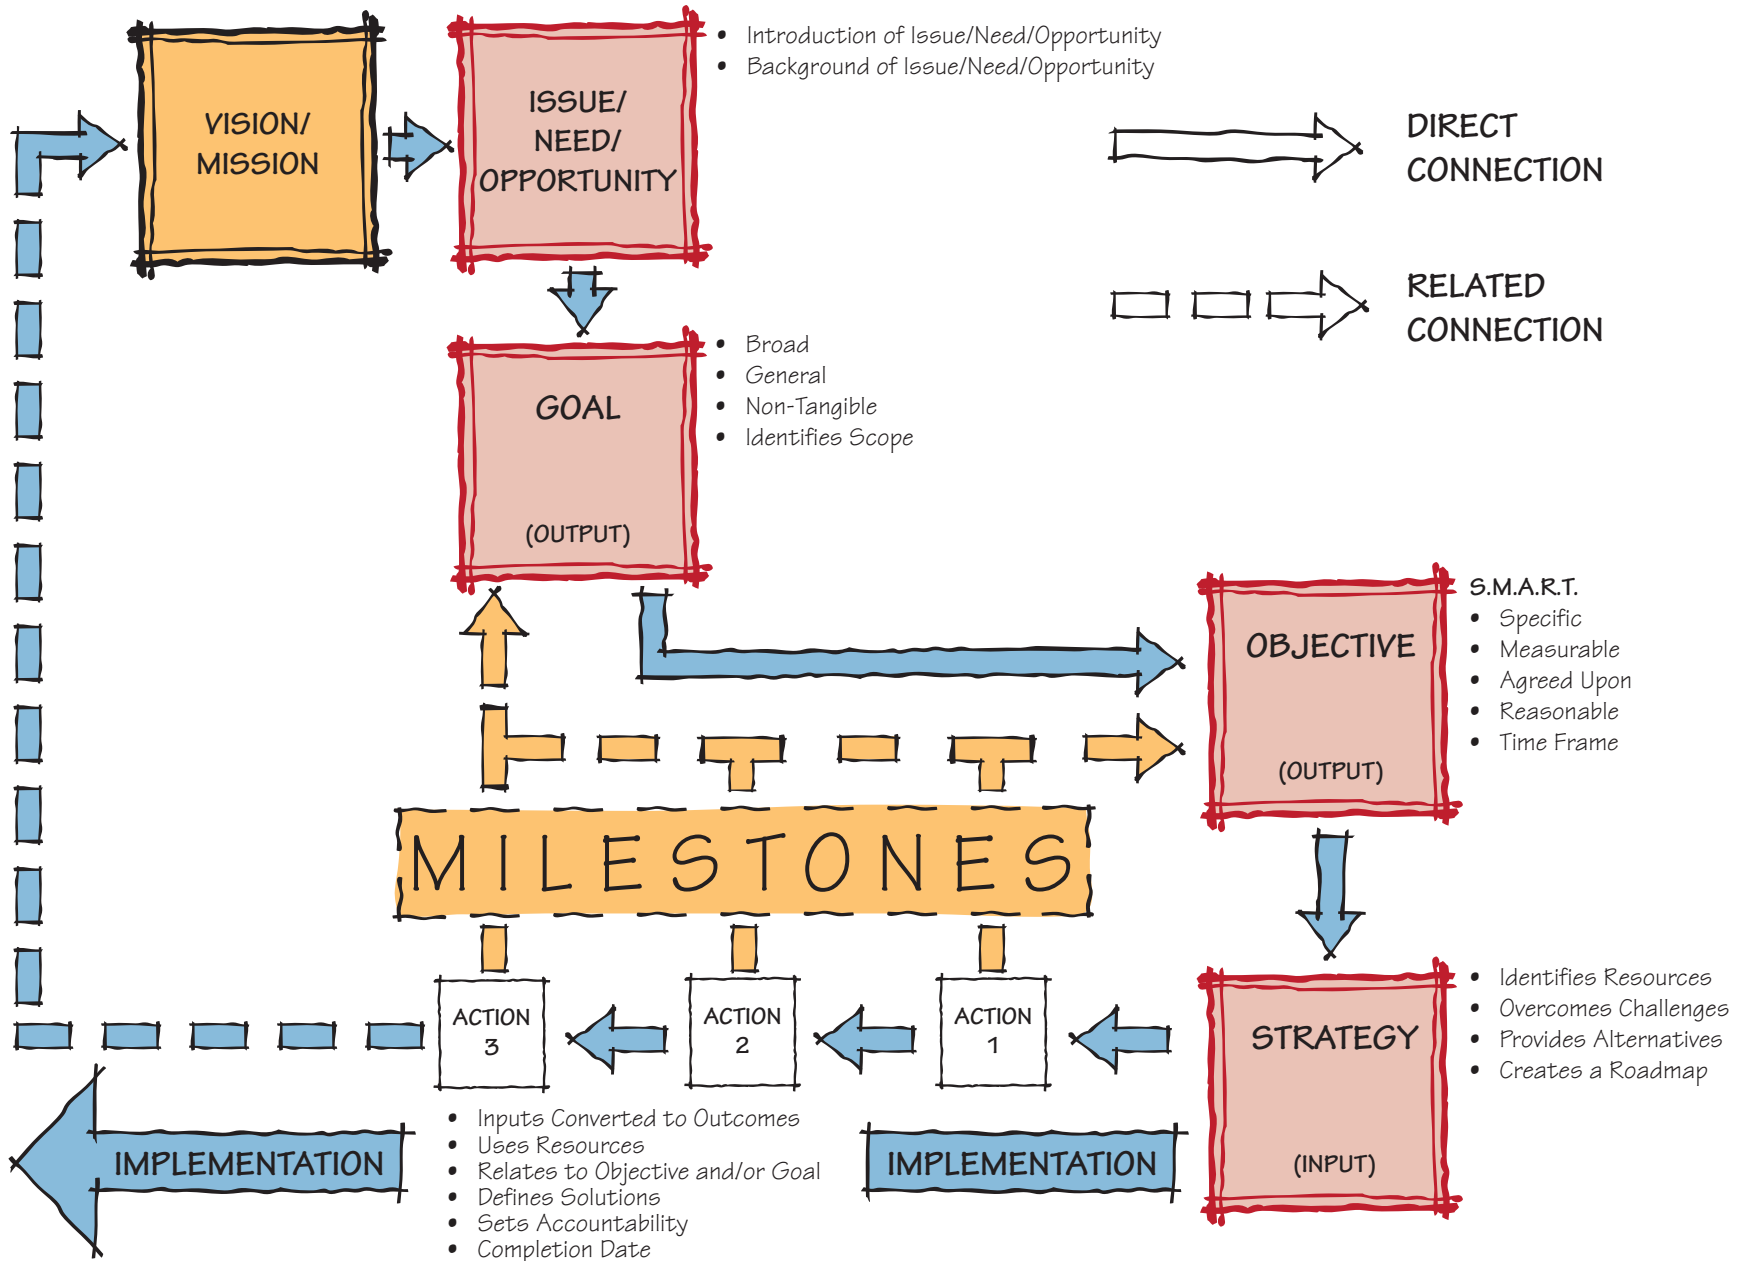 VISION/
MISSION
ISSUE/
NEED/
OPPORTUNITY
• Introduction of Issue/Need/Opportunity
• Background of Issue/Need/Opportunity
DIRECT
CONNECTION
RELATED
CONNECTION
GOAL
(OUTPUT)
• Broad
• General
• Non-Tangible
• Identifies Scope
OBJECTIVE
(OUTPUT)
S.M.A.R.T.
• Specific
• Measurable
• Agreed Upon
• Reasonable
• Time Frame
MILESTONES
ACTION
3
ACTION
2
ACTION
1
STRATEGY
(INPUT)
• Identifies Resources
• Overcomes Challenges
• Provides Alternatives
• Creates a Roadmap
IMPLEMENTATION
• Inputs Converted to Outcomes
• Uses Resources
• Relates to Objective and/or Goal
• Defines Solutions
• Sets Accountability
• Completion Date
IMPLEMENTATION